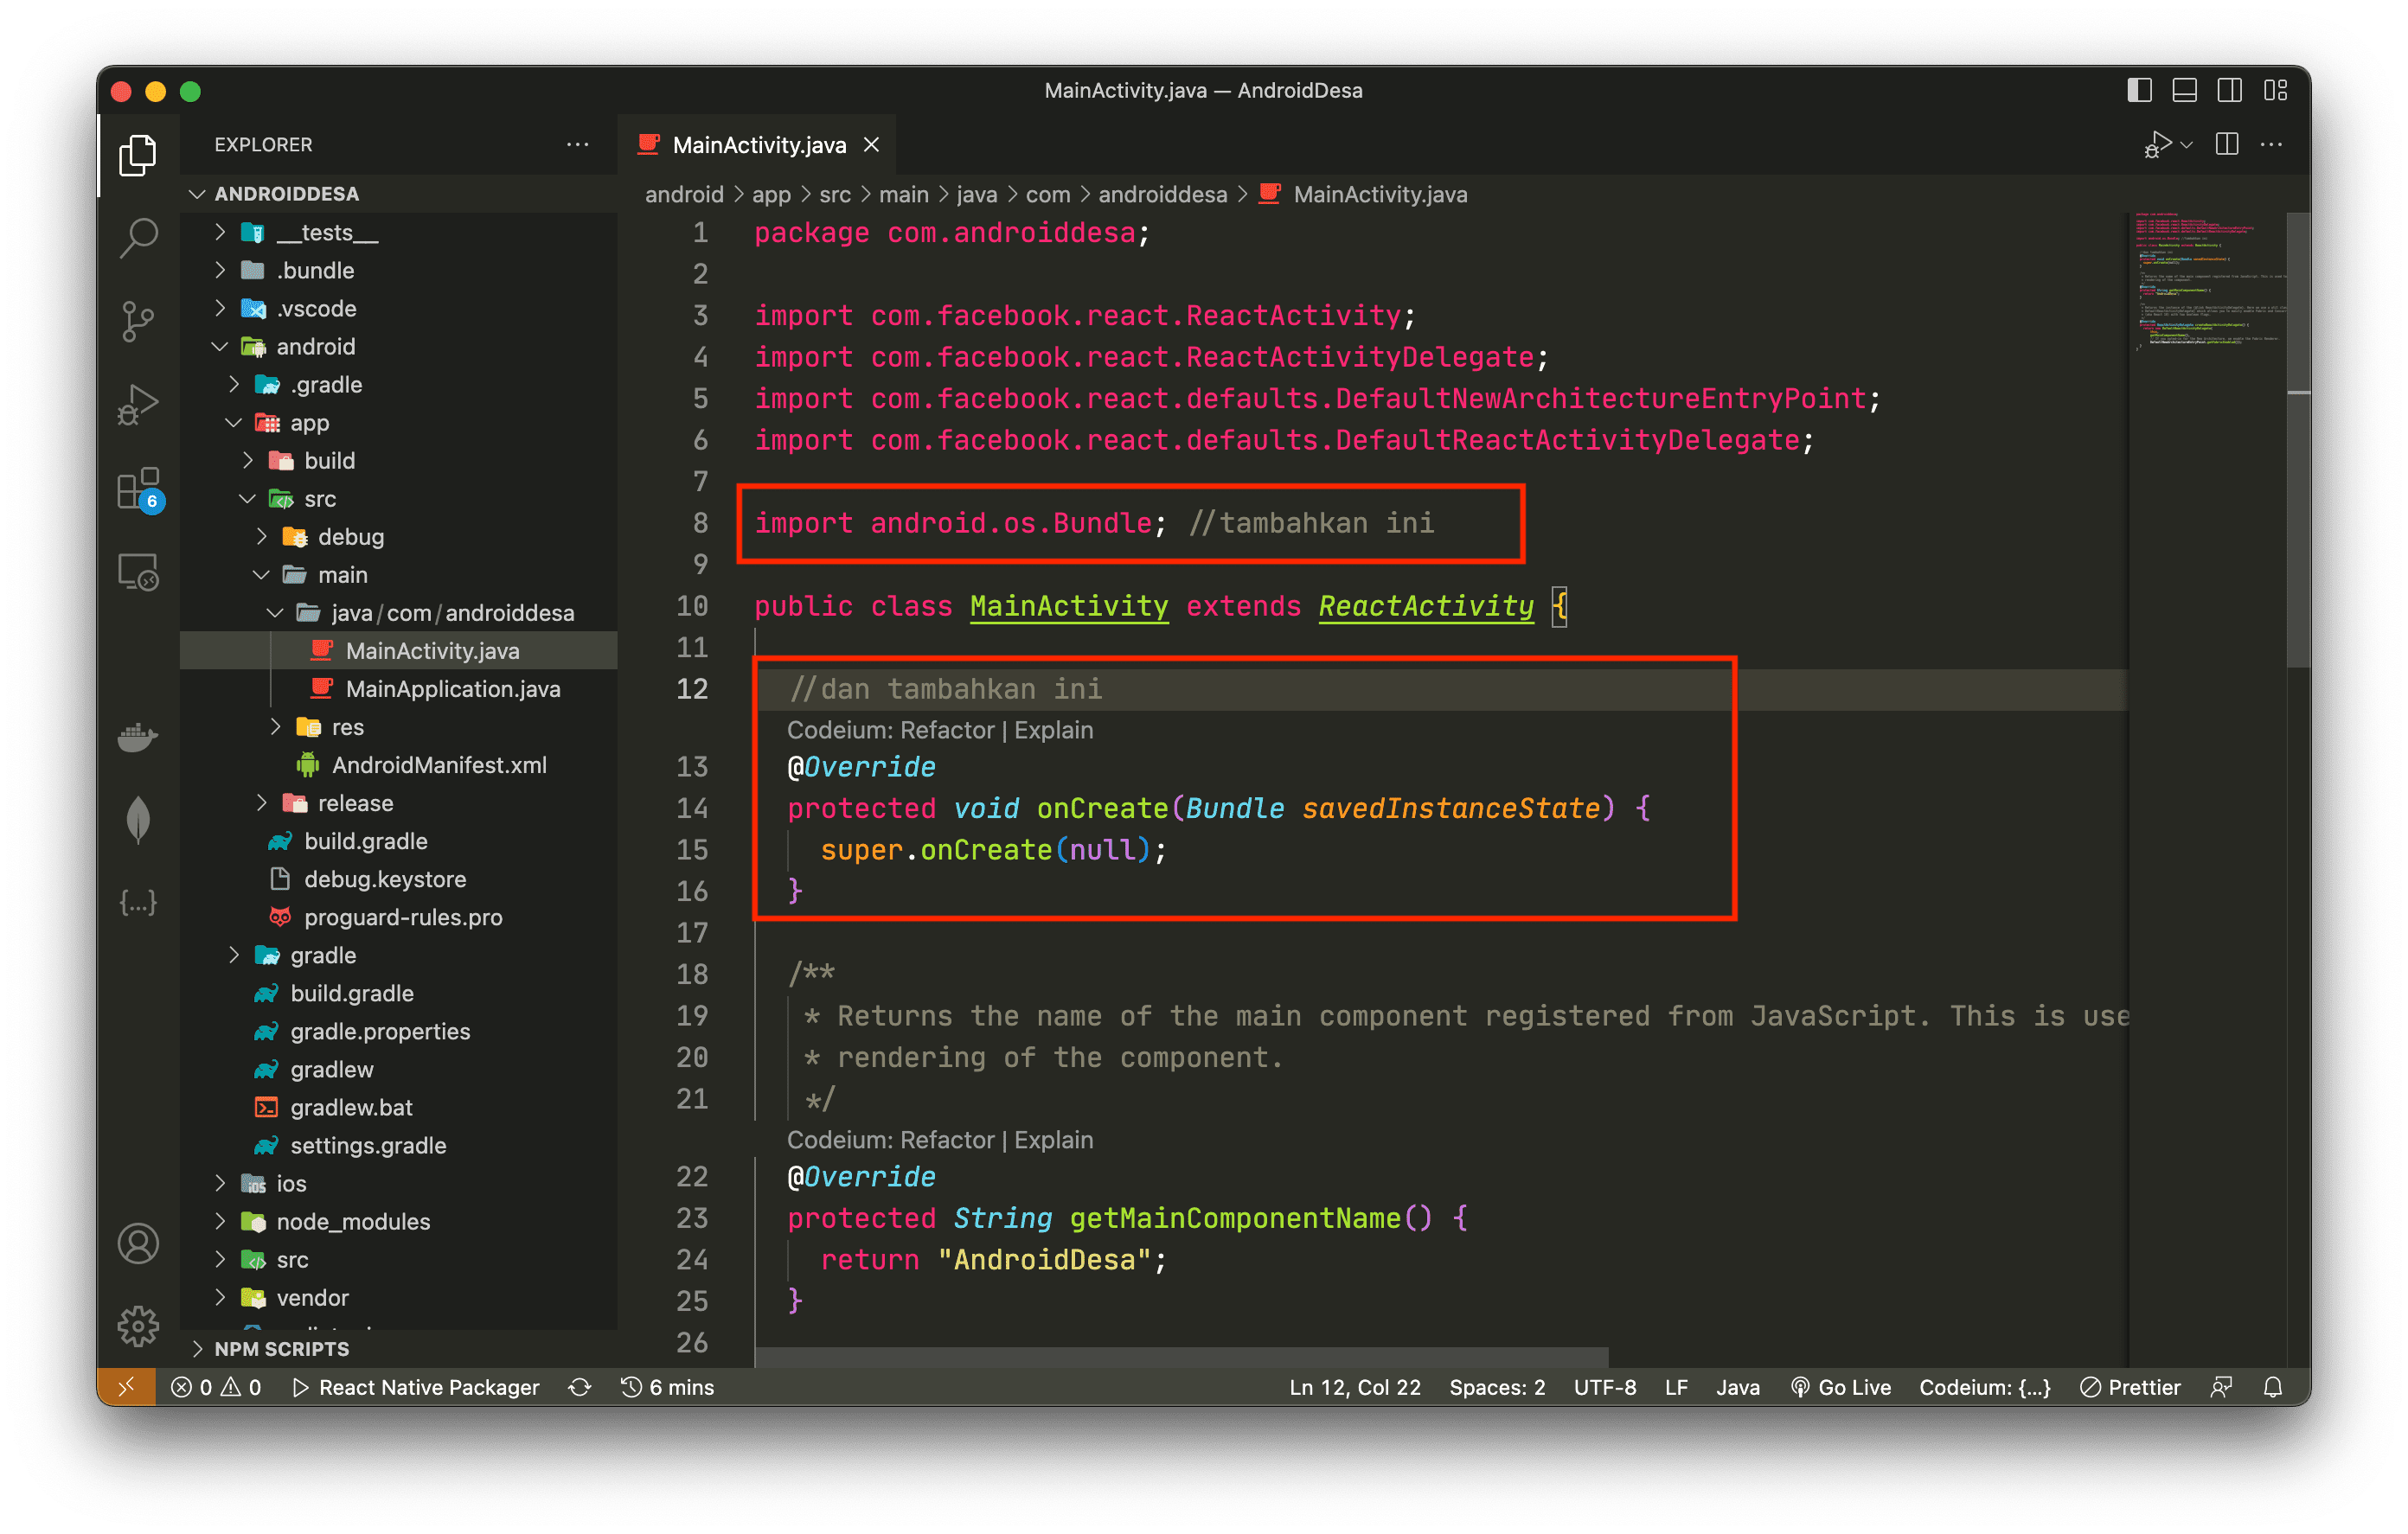 MainActivity.java — AndroidDesa
EXPLORER
ANDROIDDESA
__tests__
.bundle
.vscode
android
.gradle
app
build
src
debug
main
java/com/androiddesa
MainActivity.java
MainApplication.java
res
AndroidManifest.xml
release
build.gradle
debug.keystore
proguard-rules.pro
gradle
build.gradle
gradle.properties
gradlew
gradlew.bat
settings.gradle
ios
node_modules
src
vendor
NPM SCRIPTS
6
MainActivity.java
android > app > src > main > java > com > androiddesa > MainActivity.java
1 package com.androiddesa;
2
3 import com.facebook.react.ReactActivity;
4 import com.facebook.react.ReactActivityDelegate;
5 import com.facebook.react.defaults.DefaultNewArchitectureEntryPoint;
6 import com.facebook.react.defaults.DefaultReactActivityDelegate;
7
8 import android.os.Bundle; //tambahkan ini
9
10 public class MainActivity extends ReactActivity {
11
12 //dan tambahkan ini
Codeium: Refactor | Explain
13 @Override
14 protected void onCreate(Bundle savedInstanceState) {
15 super.onCreate(null);
16 }
17
18 /**
19 * Returns the name of the main component registered from JavaScript. This is use
20 * rendering of the component.
21 */
Codeium: Refactor | Explain
22 @Override
23 protected String getMainComponentName() {
24 return "AndroidDesa";
25 }
26
0 0 React Native Packager 6 mins Ln 12, Col 22 Spaces: 2 UTF-8 LF Java Go Live Codeium: {...} Prettier